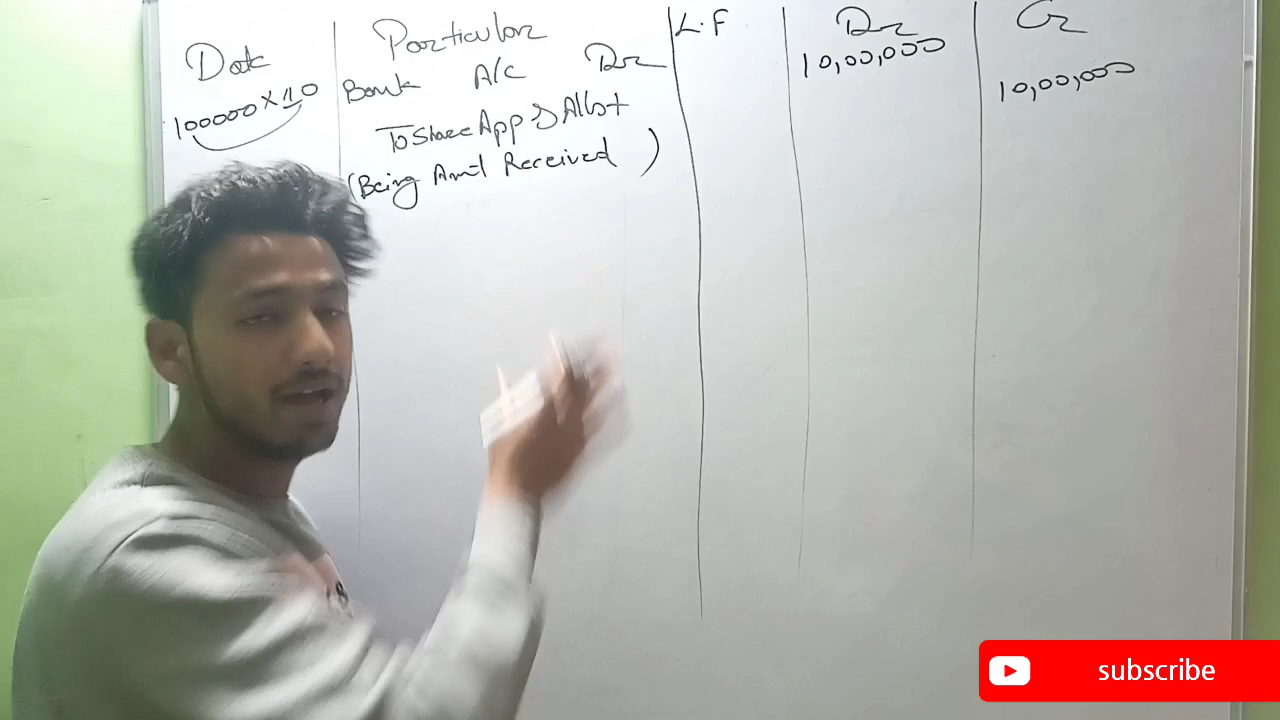 Date Particulars L.F Dr Cr
100000 × 10 Bank A/C Dr 10,00,000
To Share App & Allot 10,00,000
(Being Amt Received)
subscribe